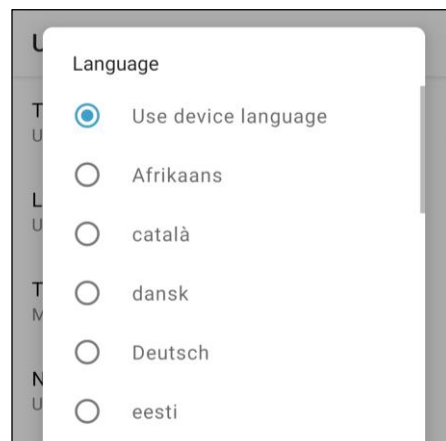 Language
Use device language
Afrikaans
català
dansk
Deutsch
eesti